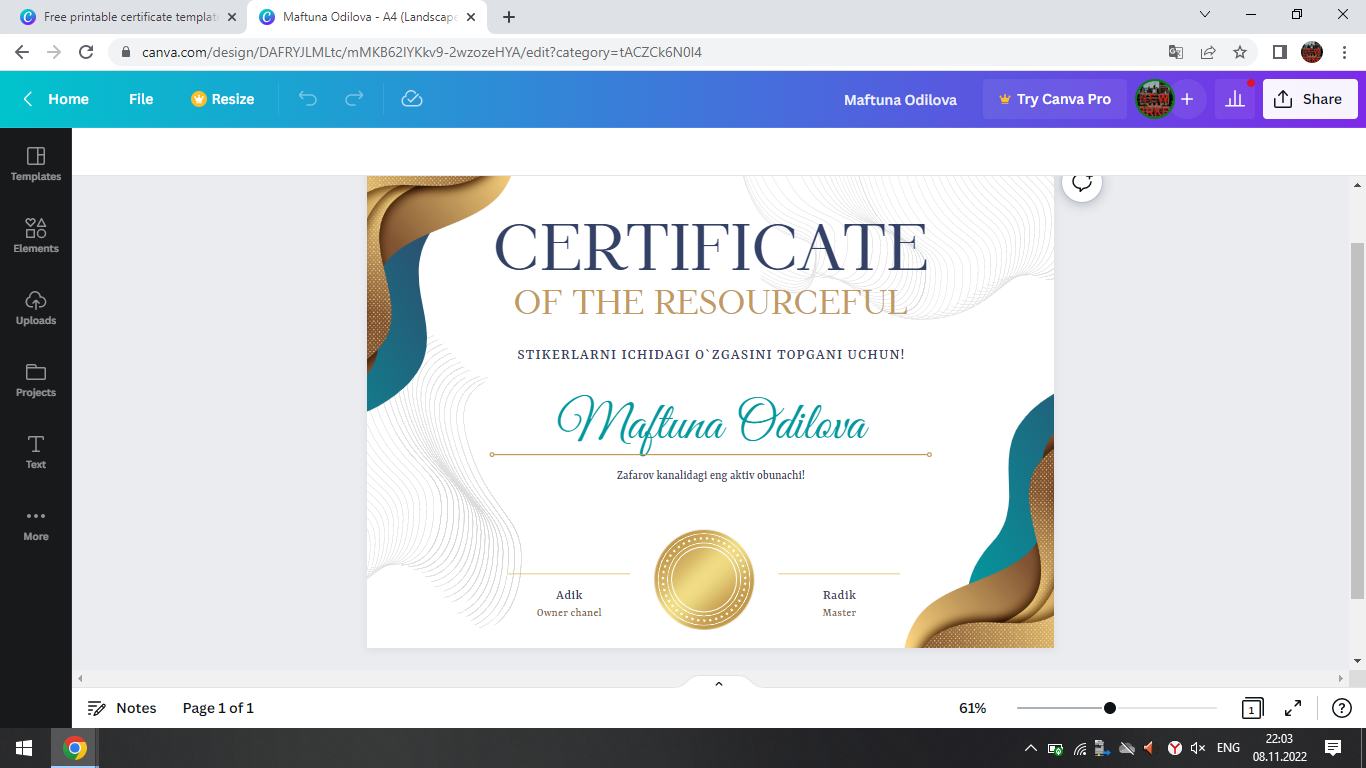 Free printable certificate templat
Maftuna Odilova - A4 (Landscape
canva.com/design/DAFRYJLMLtc/mMKB62IYKkv9-2wzozeHYA/edit?category=tACZCk6N0I4
Home
File
Resize
Maftuna Odilova
Try Canva Pro
Share
Templates
Elements
Uploads
Projects
Text
More
CERTIFICATE
OF THE RESOURCEFUL
STIKERLARNI ICHIDAGI O`ZGASINI TOPGANI UCHUN!
Maftuna Odilova
Zafarov kanalidagi eng aktiv obunachi!
Adik
Owner chanel
Radik
Master
Notes
Page 1 of 1
61%
1
ENG
22:03
08.11.2022